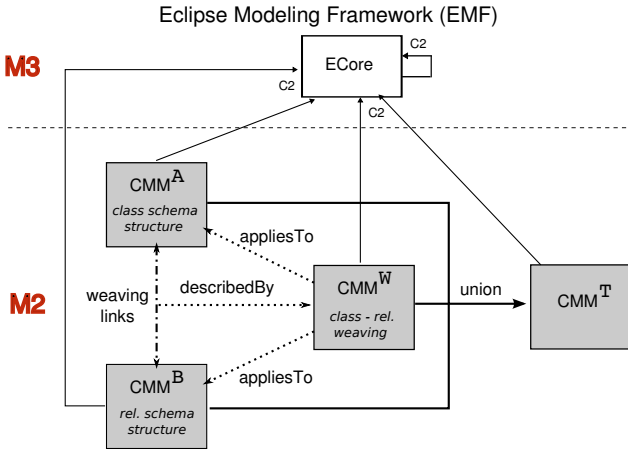 Eclipse Modeling Framework (EMF)
M3
C2
ECore
C2
C2
CMM^A
class schema
structure
appliesTo
M2
weaving
links
describedBy
CMM^W
class - rel.
weaving
union
CMM^T
appliesTo
CMM^B
rel. schema
structure